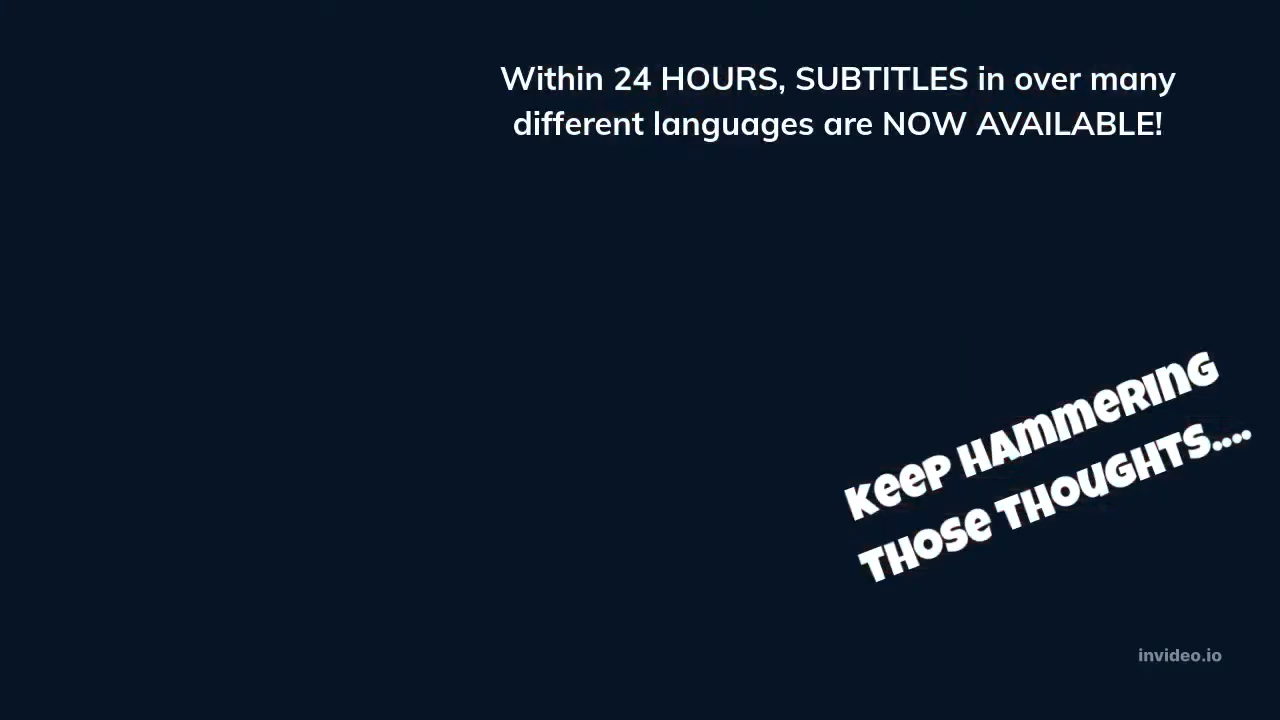 Within 24 HOURS, SUBTITLES in over many
different languages are NOW AVAILABLE!
KEEP HAMMERING
THOSE THOUGHTS....
invideo.io